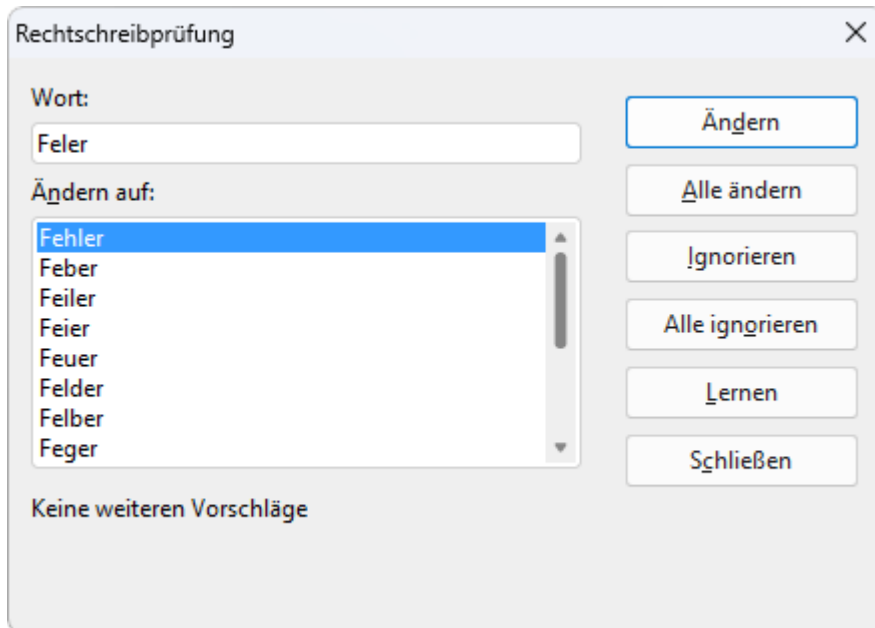 Rechtschreibprüfung
Wort:
Feler
Ändern auf:
Fehler
Feber
Feiler
Feier
Feuer
Felder
Felber
Feger
Keine weiteren Vorschläge
Ändern
Alle ändern
Ignorieren
Alle ignorieren
Lernen
Schließen